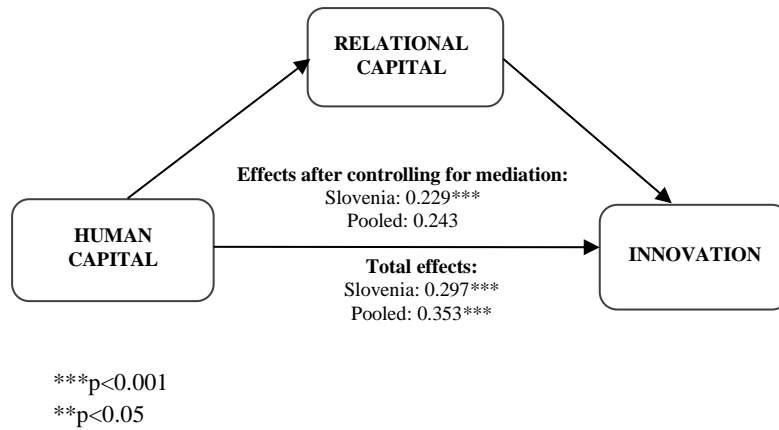 RELATIONAL
CAPITAL
Effects after controlling for mediation:
Slovenia: 0.229***
Pooled: 0.243
HUMAN
CAPITAL
INNOVATION
Total effects:
Slovenia: 0.297***
Pooled: 0.353***
***p<0.001
**p<0.05